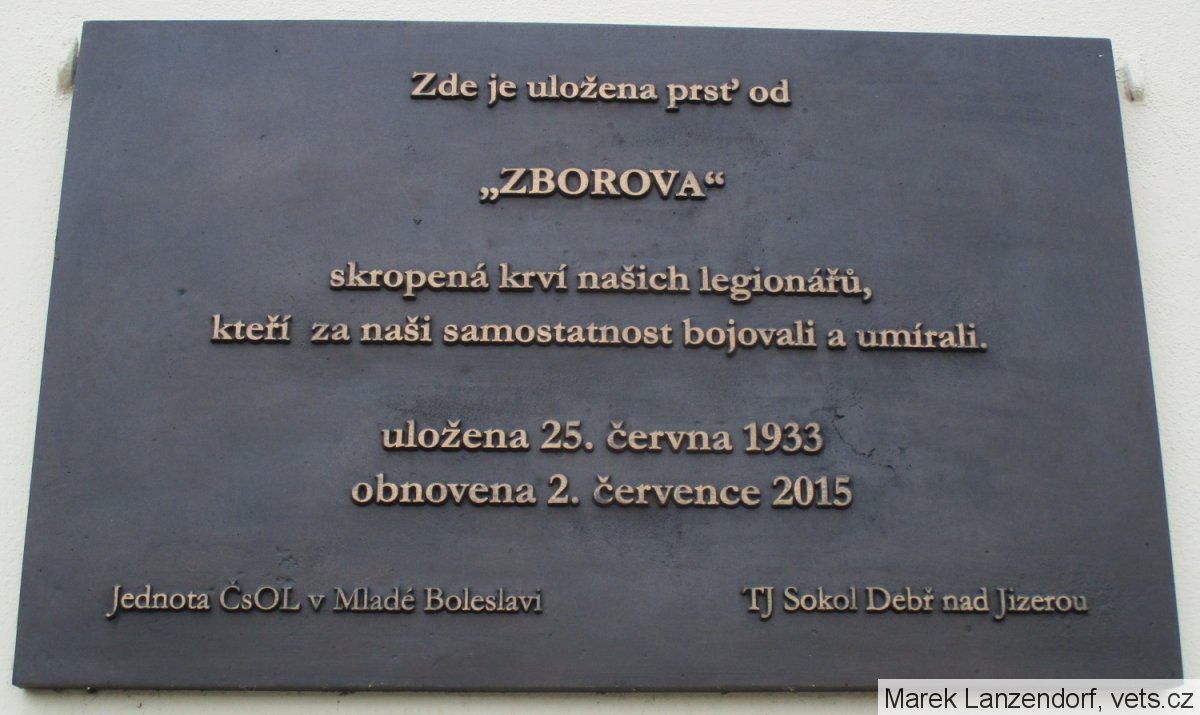 Zde je uložena prsť od
„ZBOROVA“
skropená krví našich legionářů,
kteří za naši samostatnost bojovali a umírali.
uložena 25. června 1933
obnovena 2. července 2015
Jednota ČsOL v Mladé Boleslavi
TJ Sokol Debř nad Jizerou
Marek Lanzendorf, vets.cz